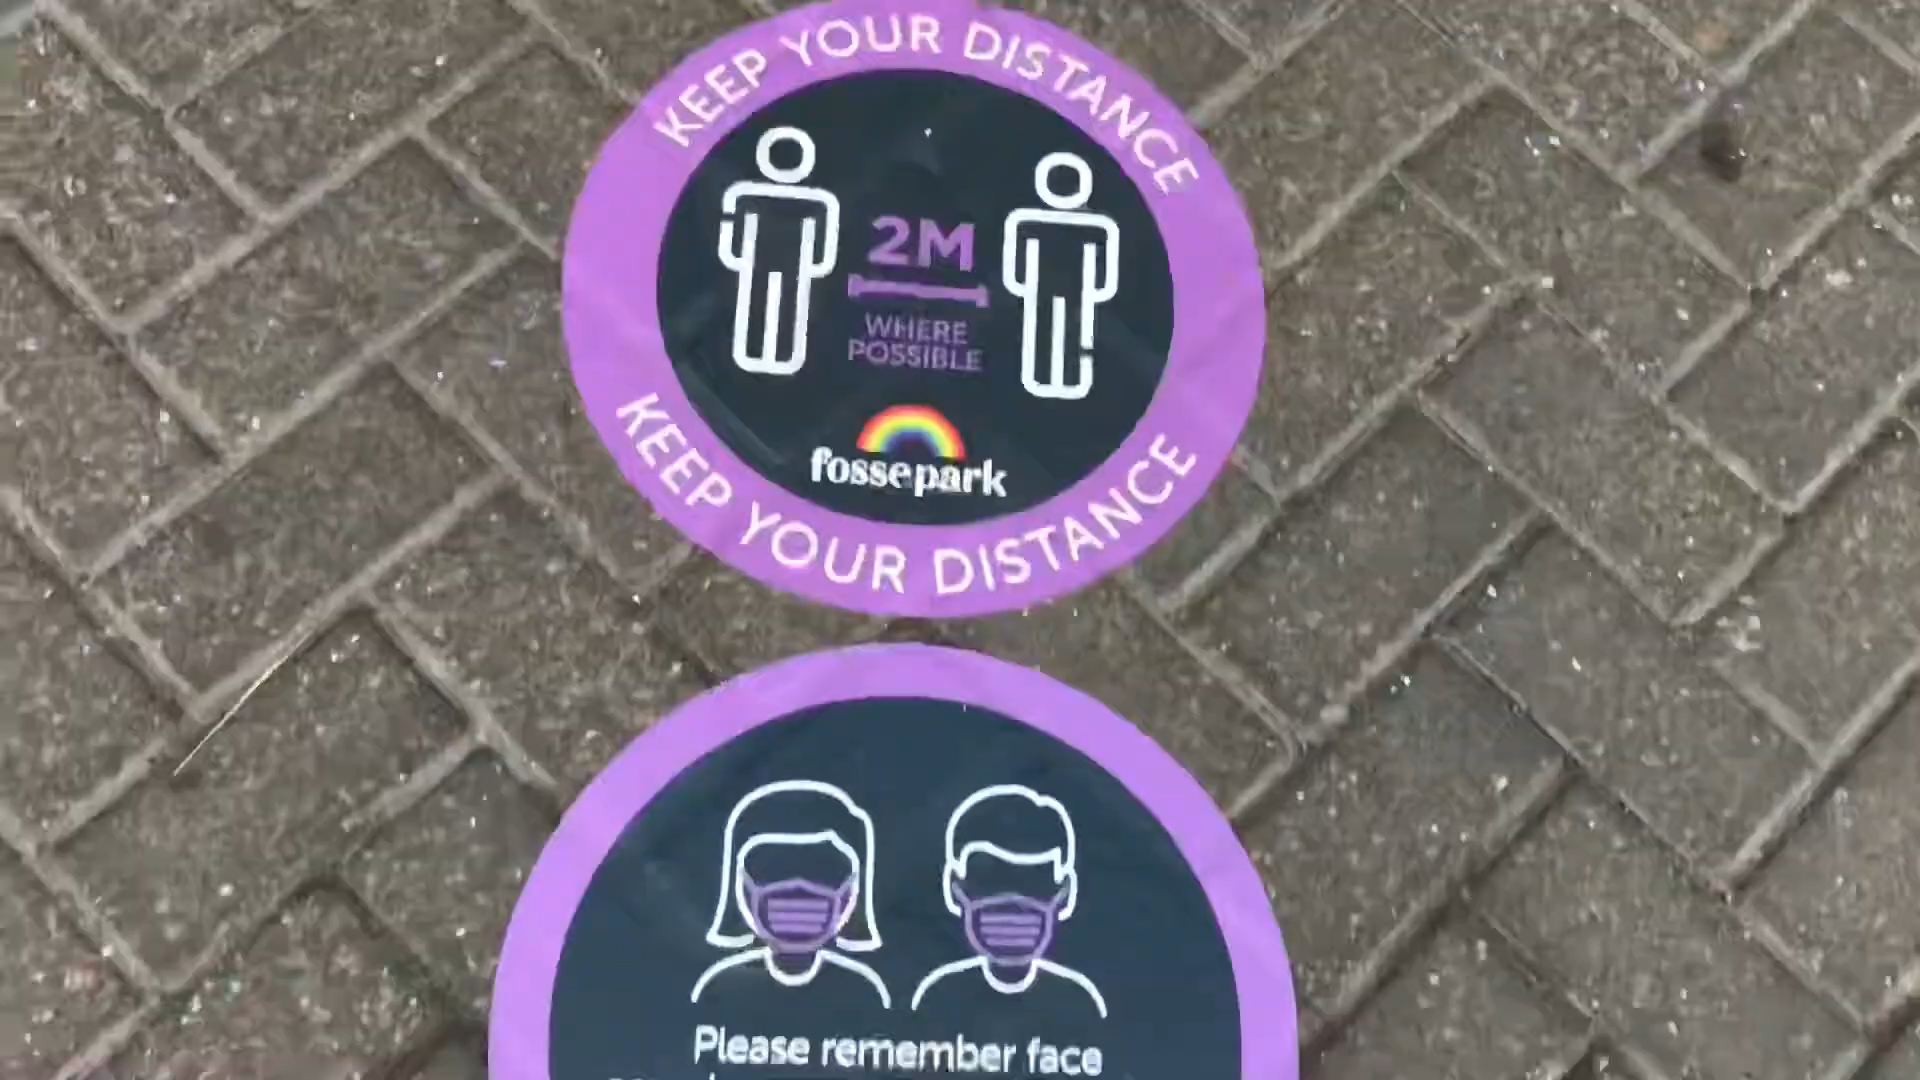 KEEP YOUR DISTANCE
2M
WHERE
POSSIBLE
fossepark
KEEP YOUR DISTANCE
Please remember face